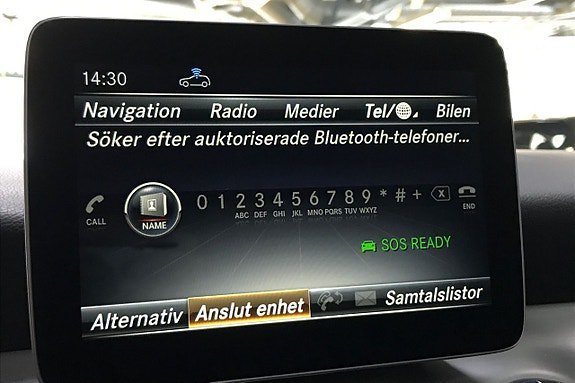 14:30
Navigation Radio Medier Tel/ Bilen
Söker efter auktoriserade Bluetooth-telefoner...
0 1 2 3 4 5 6 7 8 9 * # +
ABC DEF GHI JKL MNO PQRS TUV WXYZ
CALL NAME END
SOS READY
Alternativ Anslut enhet Samtalslistor